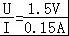 U/I = 1.5V/0.15A